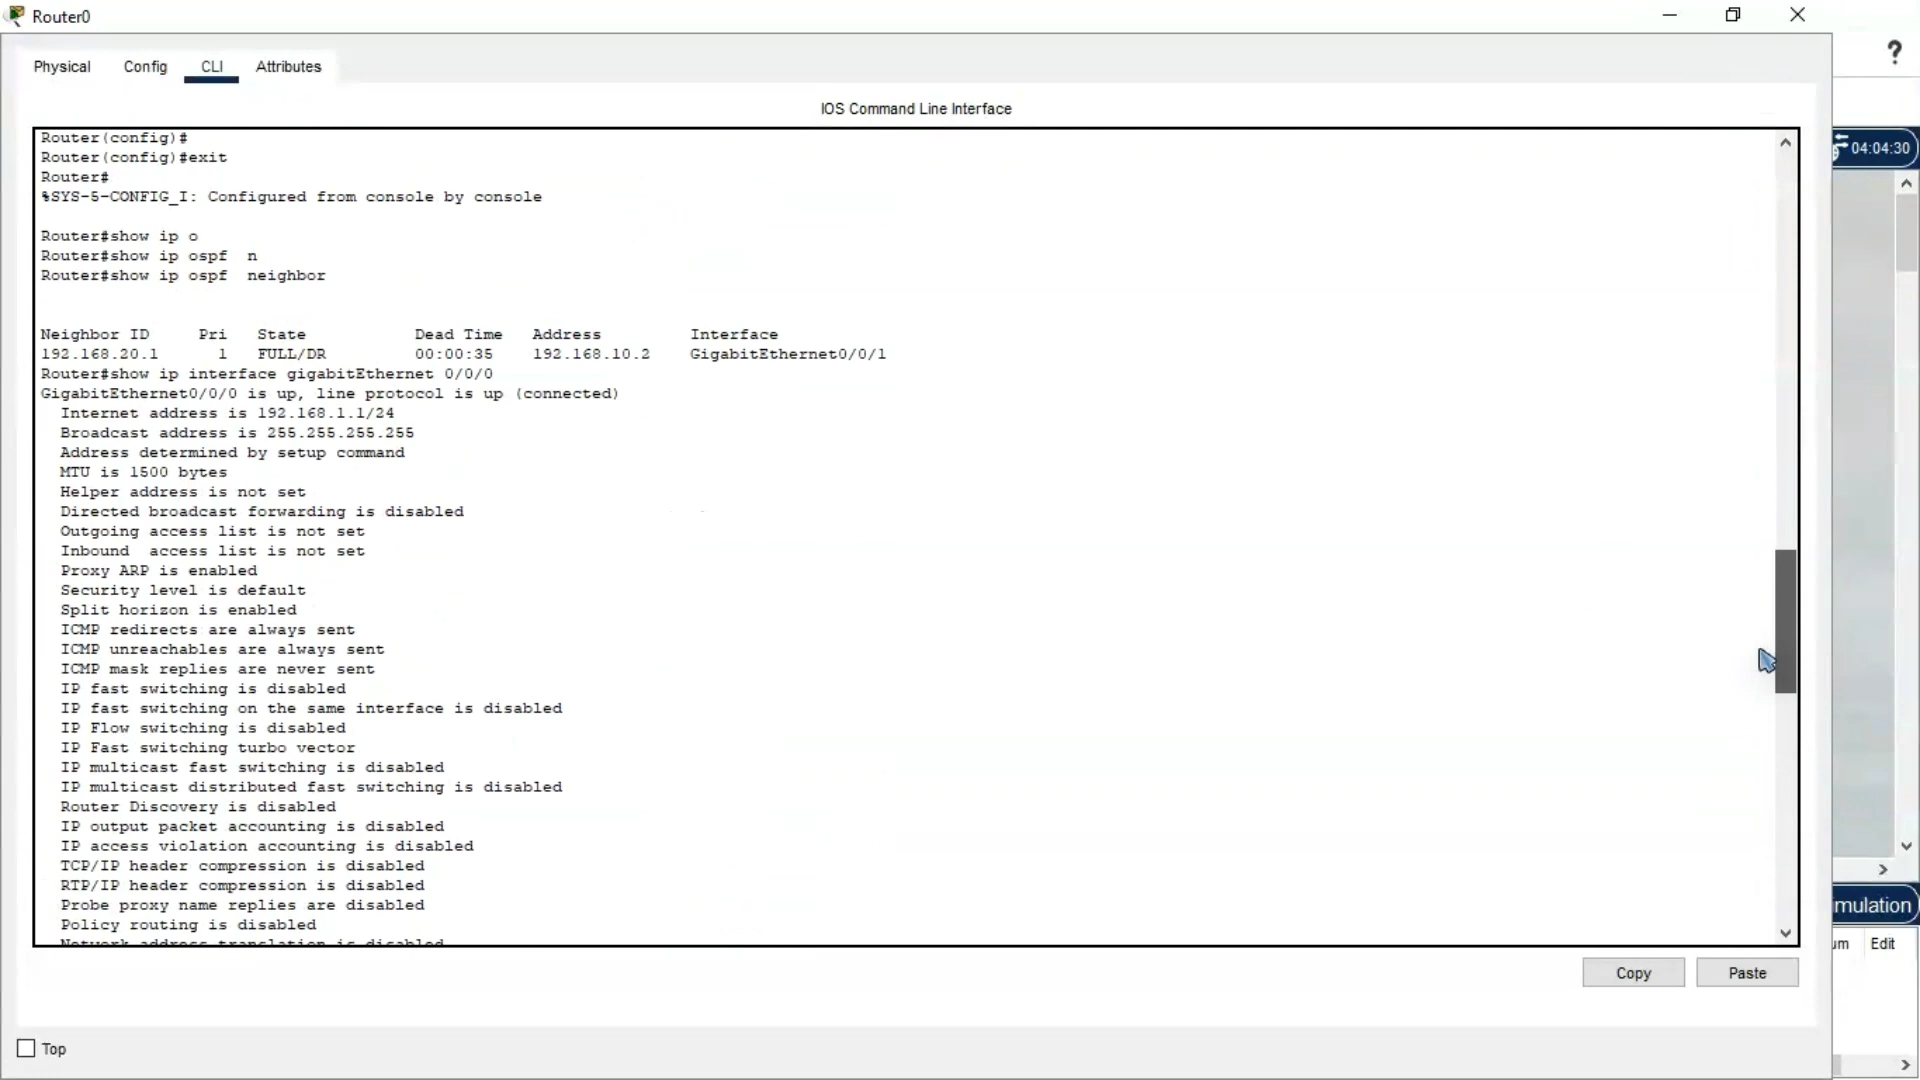 Router0
Physical Config CLI Attributes
?
IOS Command Line Interface
04:04:30
Router(config)#
Router(config)#exit
Router#
%SYS-5-CONFIG_I: Configured from console by console
Router#show ip o
Router#show ip ospf  n
Router#show ip ospf  neighbor
Neighbor ID     Pri   State           Dead Time   Address         Interface
192.168.20.1      1   FULL/DR         00:00:35    192.168.10.2    GigabitEthernet0/0/1
Router#show ip interface gigabitEthernet 0/0/0
GigabitEthernet0/0/0 is up, line protocol is up (connected)
  Internet address is 192.168.1.1/24
  Broadcast address is 255.255.255.255
  Address determined by setup command
  MTU is 1500 bytes
  Helper address is not set
  Directed broadcast forwarding is disabled
  Outgoing access list is not set
  Inbound  access list is not set
  Proxy ARP is enabled
  Security level is default
  Split horizon is enabled
  ICMP redirects are always sent
  ICMP unreachables are always sent
  ICMP mask replies are never sent
  IP fast switching is disabled
  IP fast switching on the same interface is disabled
  IP Flow switching is disabled
  IP Fast switching turbo vector
  IP multicast fast switching is disabled
  IP multicast distributed fast switching is disabled
  Router Discovery is disabled
  IP output packet accounting is disabled
  IP access violation accounting is disabled
  TCP/IP header compression is disabled
  RTP/IP header compression is disabled
  Probe proxy name replies are disabled
  Policy routing is disabled
  Network address translation is disabled
mulation
um Edit
Copy Paste
Top